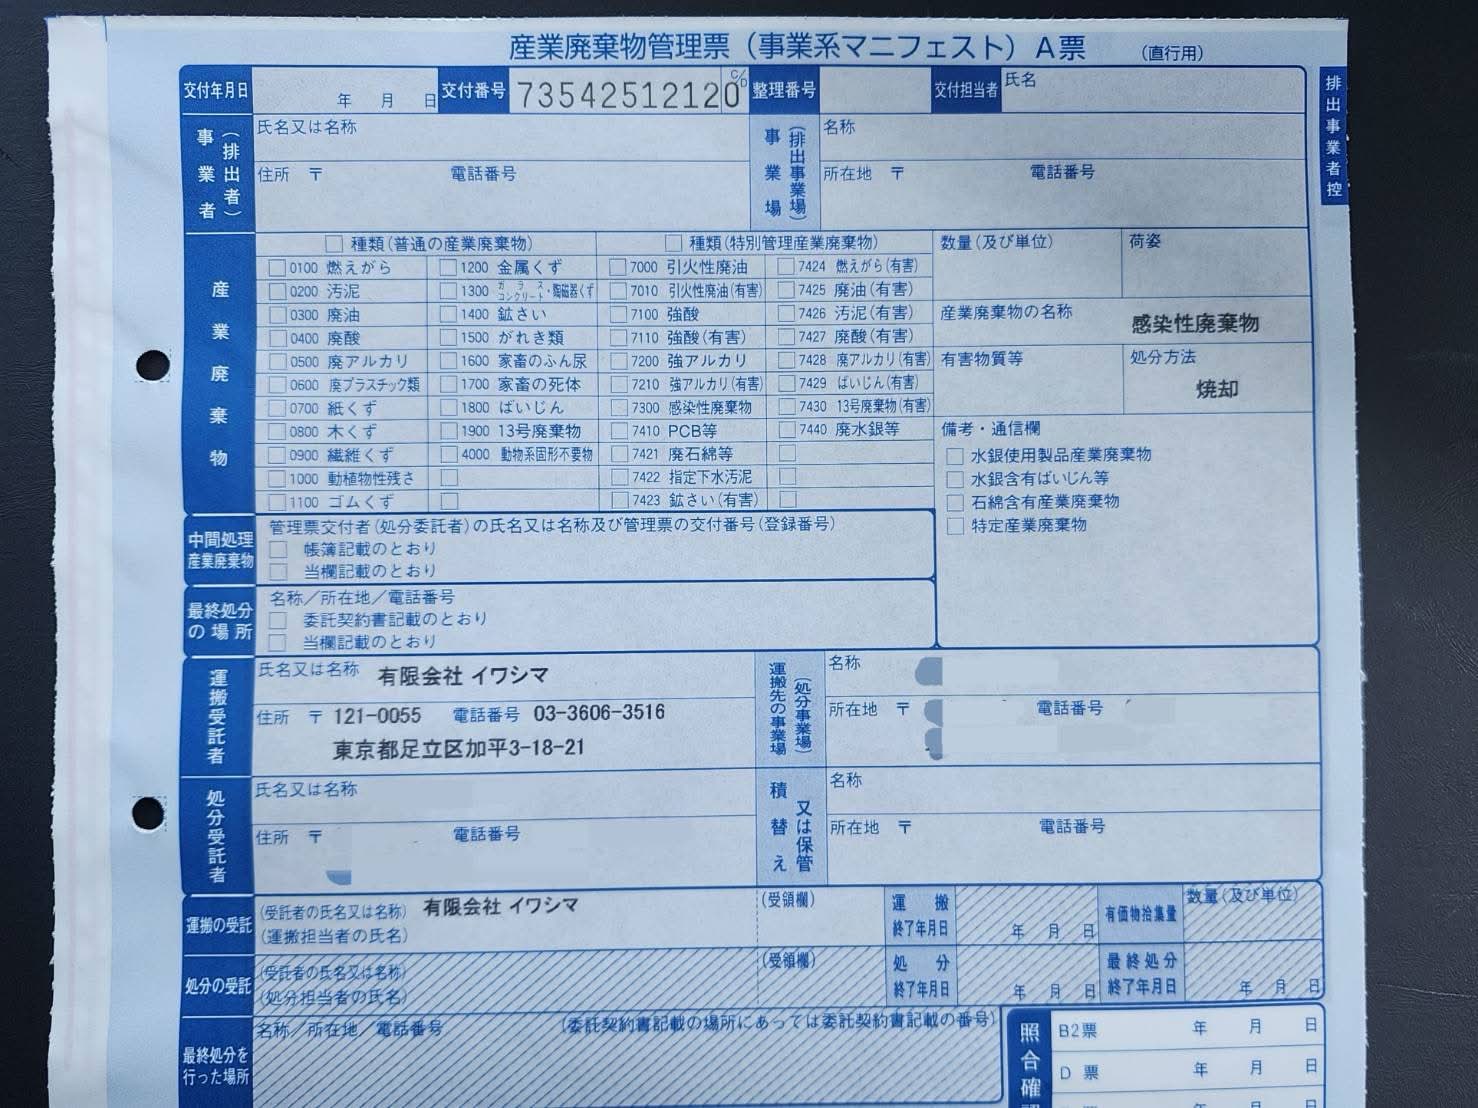 産業廃棄物管理票（事業系マニフェスト）A票 （直行用）
交付年月日 年 月 日 交付番号 73542512120 C/D 整理番号 交付担当者 氏名
排出事業者控
事業者（排出者） 氏名又は名称
住所 〒 電話番号
事業場（排出事業場） 名称
所在地 〒 電話番号
産業廃棄物
種類（普通の産業廃棄物） 種類（特別管理産業廃棄物） 数量（及び単位） 荷姿
0100 燃えがら 1200 金属くず 7000 引火性廃油 7424 燃えがら（有害）
0200 汚泥 1300 ガラス・コンクリート・陶磁器くず 7010 引火性廃油（有害） 7425 廃油（有害）
0300 廃油 1400 鉱さい 7100 強酸 7426 汚泥（有害） 産業廃棄物の名称
感染性廃棄物
0400 廃酸 1500 がれき類 7110 強酸（有害） 7427 廃酸（有害）
0500 廃アルカリ 1600 家畜のふん尿 7200 強アルカリ 7428 廃アルカリ（有害） 有害物質等 処分方法
0600 廃プラスチック類 1700 家畜の死体 7210 強アルカリ（有害） 7429 ばいじん（有害） 焼却
0700 紙くず 1800 ばいじん 7300 感染性廃棄物 7430 13号廃棄物（有害）
0800 木くず 1900 13号廃棄物 7410 PCB等 7440 廃水銀等 備考・通信欄
0900 繊維くず 4000 動物系固形不要物 7421 廃石綿等 水銀使用製品産業廃棄物
1000 動植物性残さ 7422 指定下水汚泥 水銀含有ばいじん等
1100 ゴムくず 7423 鉱さい（有害） 石綿含有産業廃棄物
特定産業廃棄物
中間処理産業廃棄物 管理票交付者（処分委託者）の氏名又は名称及び管理票の交付番号（登録番号）
帳簿記載のとおり
当欄記載のとおり
最終処分の場所 名称／所在地／電話番号
委託契約書記載のとおり
当欄記載のとおり
運搬受託者 氏名又は名称 有限会社 イワシマ
住所 〒 121-0055 電話番号 03-3606-3516
東京都足立区加平3-18-21
運搬先の事業場（処分事業場） 名称
所在地 〒 電話番号
処分受託者 氏名又は名称
住所 〒 電話番号
積替え又は保管 名称
所在地 〒 電話番号
運搬の受託 （受託者の氏名又は名称） 有限会社 イワシマ （受領欄） 運搬終了年月日 年 月 日 有価物拾集量 数量（及び単位）
（運搬担当者の氏名）
処分の受託 （受託者の氏名又は名称） （受領欄） 処分終了年月日 年 月 日 最終処分終了年月日 年 月 日
（処分担当者の氏名）
最終処分を行った場所 名称／所在地／電話番号 （委託契約書記載の場所にあっては委託契約書記載の番号）
照合確 B2票 年 月 日
D 票 年 月 日
年 月 日